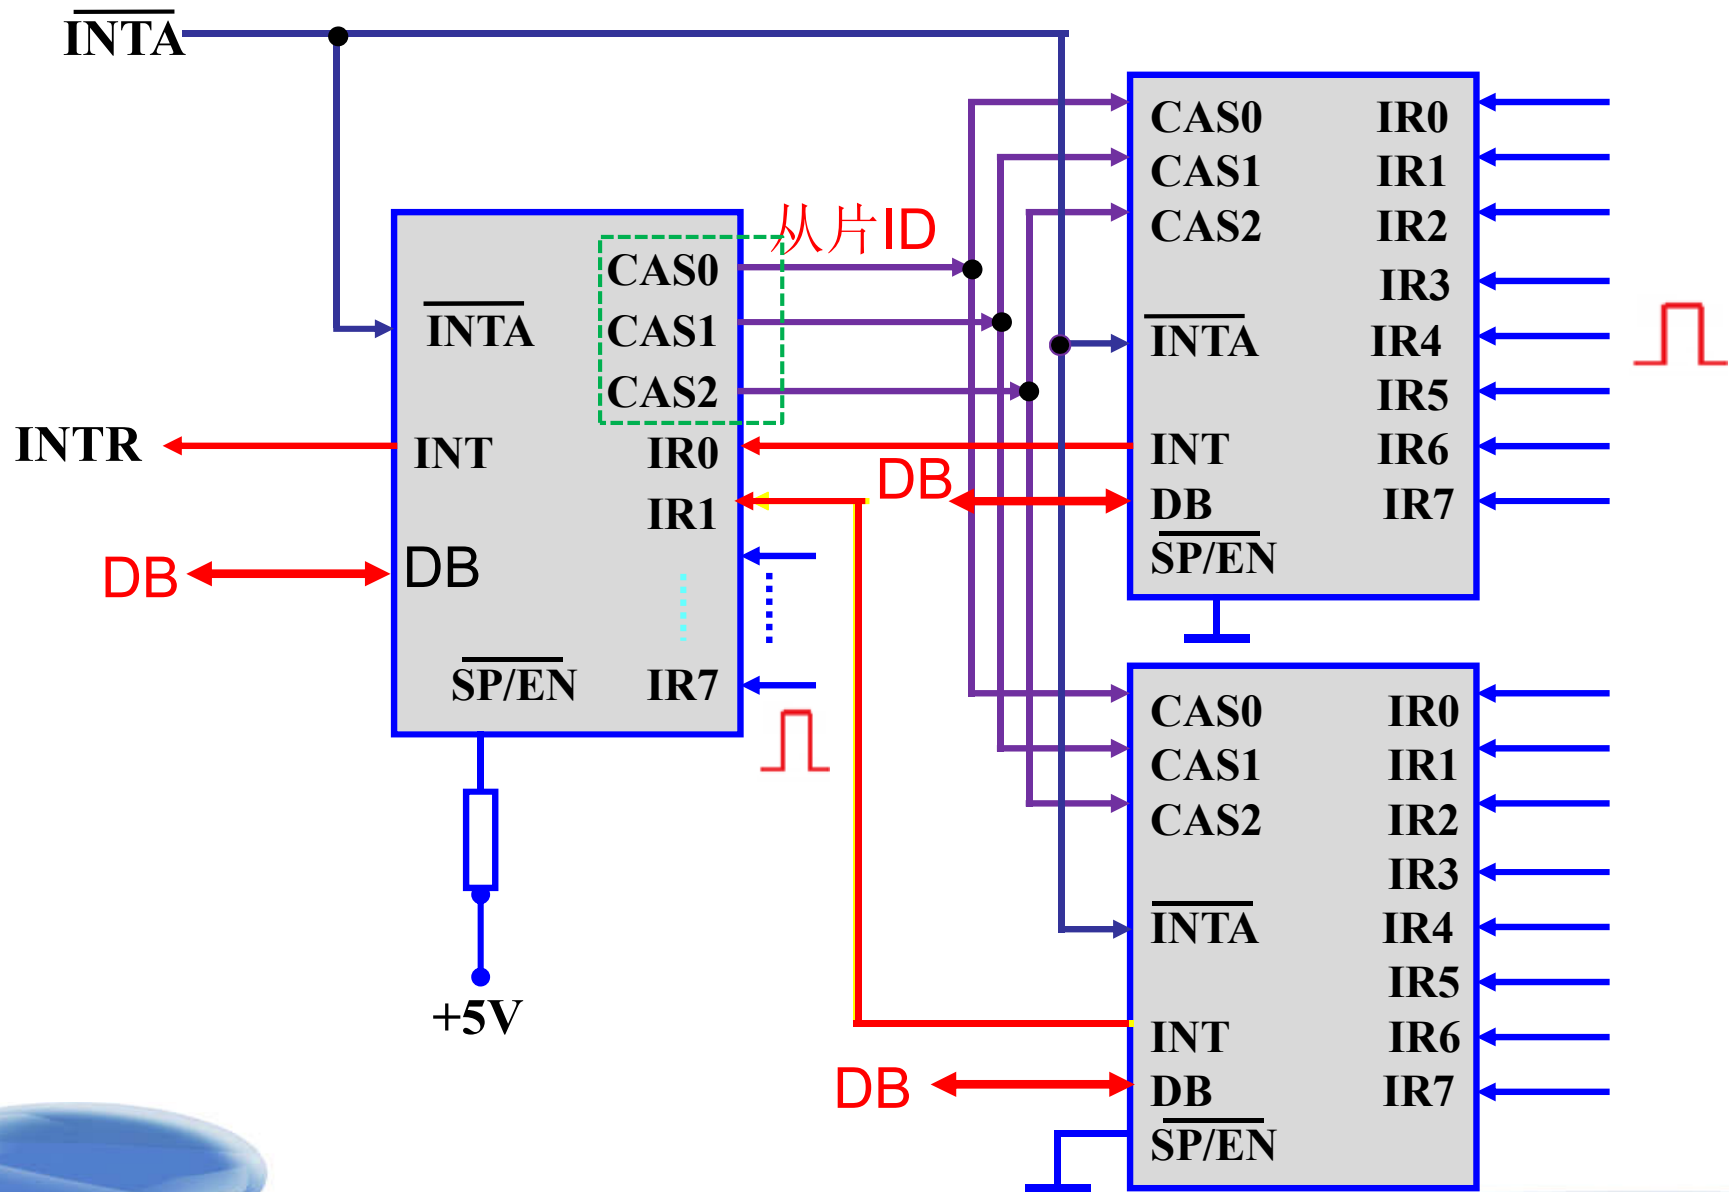 INTA
从片ID
CAS0
INTA
CAS1
CAS2
INTR
INT
IR0
IR1
DB
DB
SP/EN
IR7
+5V
CAS0
IR0
CAS1
IR1
CAS2
IR2
IR3
INTA
IR4
IR5
INT
IR6
DB
DB
IR7
SP/EN
CAS0
IR0
CAS1
IR1
CAS2
IR2
IR3
INTA
IR4
IR5
INT
IR6
DB
DB
IR7
SP/EN